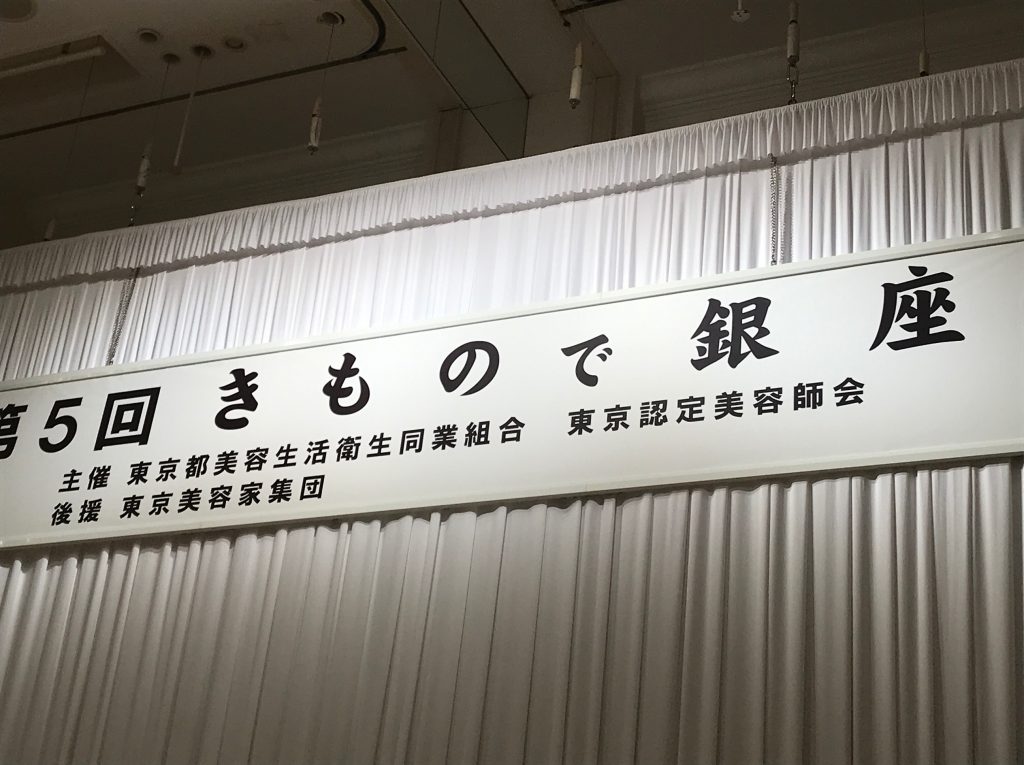 第5回 きもので銀座
主催 東京都美容生活衛生同業組合 東京認定美容師会
後援 東京美容家集団